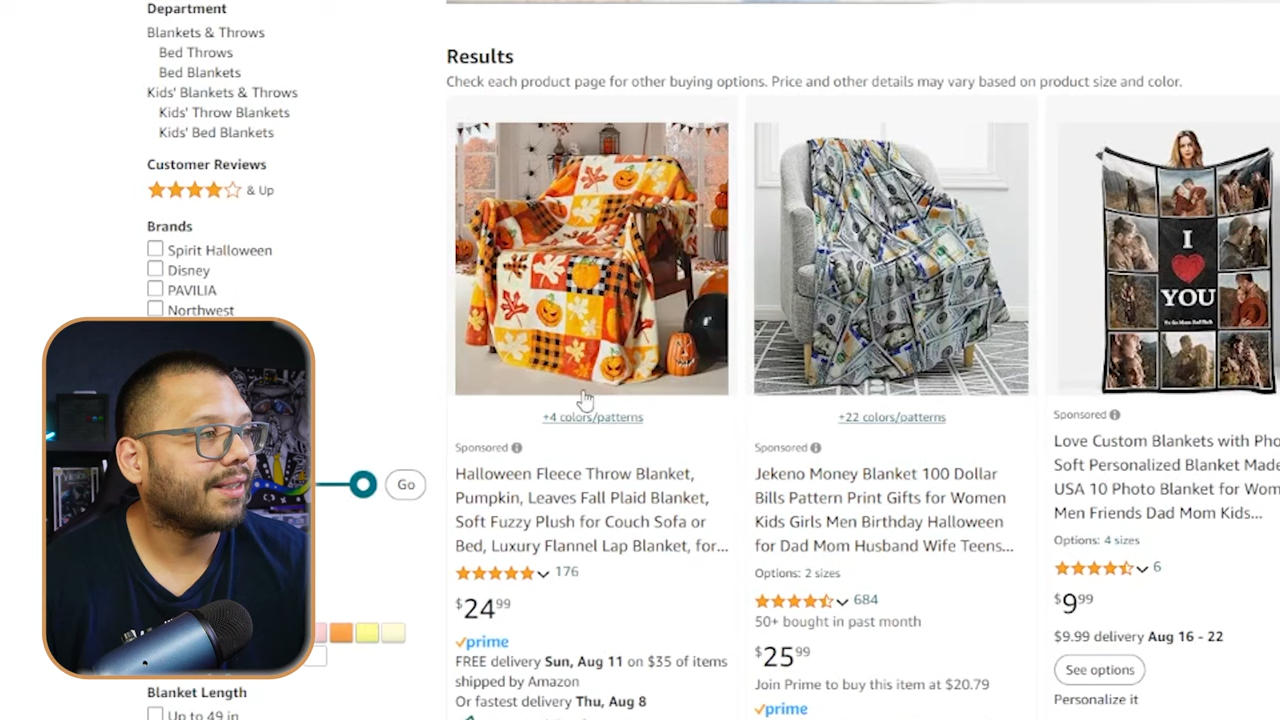 Department
Blankets & Throws
Bed Throws
Bed Blankets
Kids' Blankets & Throws
Kids' Throw Blankets
Kids' Bed Blankets
Customer Reviews
& Up
Brands
Spirit Halloween
Disney
PAVILIA
Northwest
Go
Blanket Length
Up to 49 in
Results
Check each product page for other buying options. Price and other details may vary based on product size and color.
+4 colors/patterns
Sponsored
Halloween Fleece Throw Blanket,
Pumpkin, Leaves Fall Plaid Blanket,
Soft Fuzzy Plush for Couch Sofa or
Bed, Luxury Flannel Lap Blanket, for...
176
$24.99
prime
FREE delivery Sun, Aug 11 on $35 of items
shipped by Amazon
Or fastest delivery Thu, Aug 8
+22 colors/patterns
Sponsored
Jekeno Money Blanket 100 Dollar
Bills Pattern Print Gifts for Women
Kids Girls Men Birthday Halloween
for Dad Mom Husband Wife Teens...
Options: 2 sizes
684
50+ bought in past month
$25.99
Join Prime to buy this item at $20.79
prime
I
YOU
Sponsored
Love Custom Blankets with Pho
Soft Personalized Blanket Made
USA 10 Photo Blanket for Wom
Men Friends Dad Mom Kids...
Options: 4 sizes
6
$9.99
$9.99 delivery Aug 16 - 22
See options
Personalize it